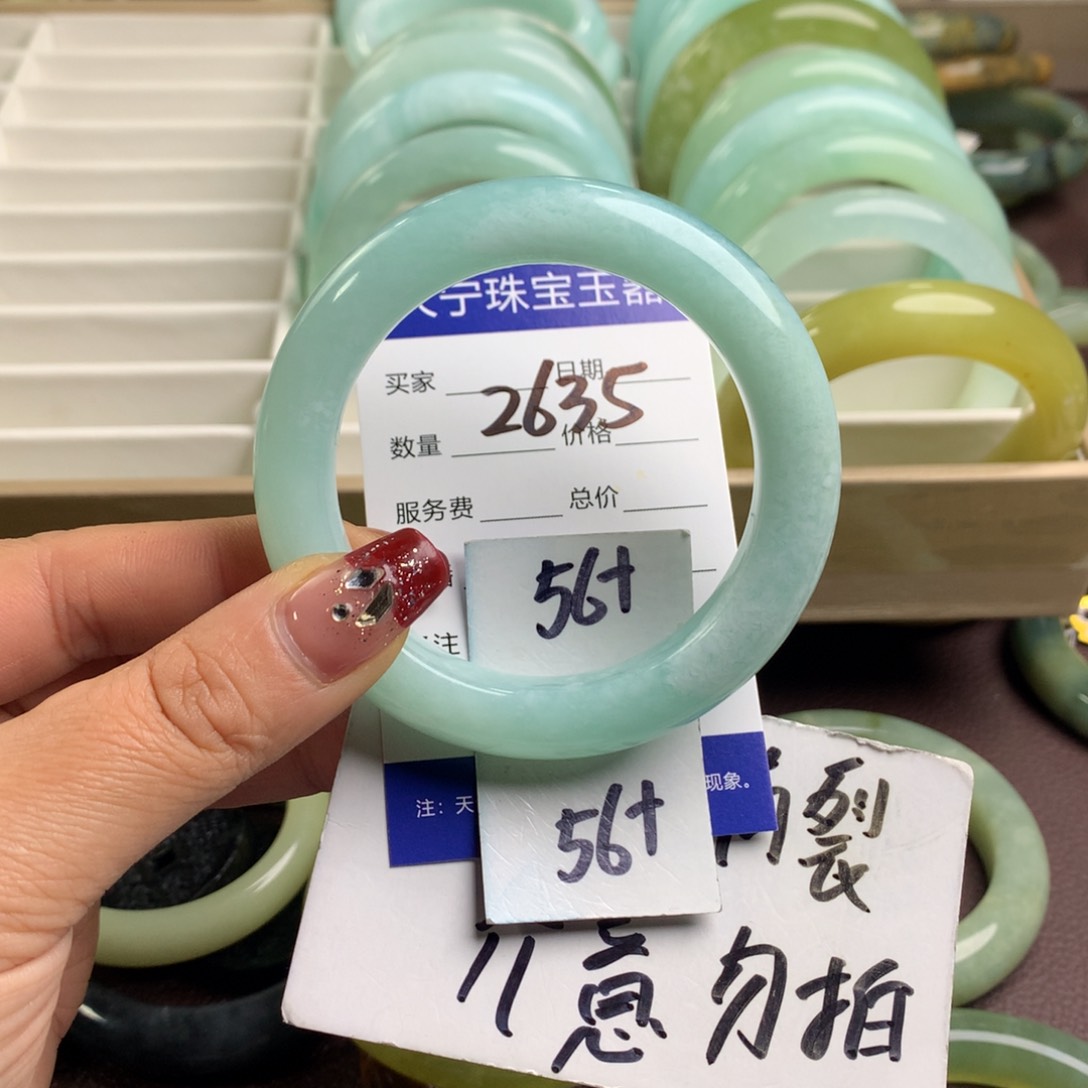 宁珠宝玉器
买家 日期
2635
数量 价格
服务费 总价
56+
注
56+
注：天 现象。
裂
勿拍